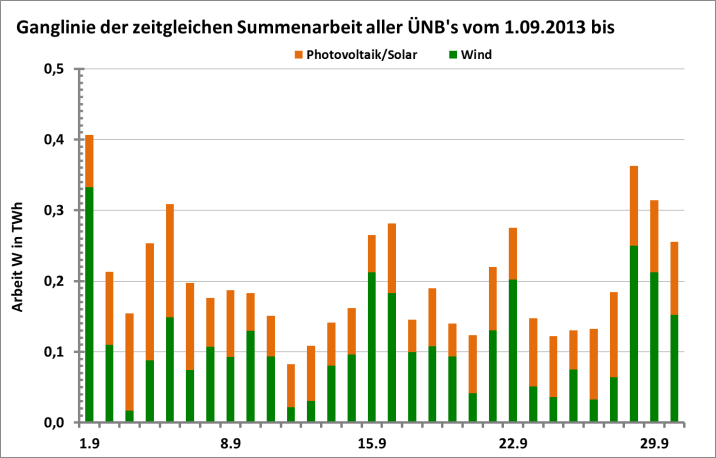 Ganglinie der zeitgleichen Summenarbeit aller ÜNB's vom 1.09.2013 bis
Photovoltaik/Solar Wind
0,5
0,4
0,3
0,2
0,1
0,0
Arbeit W in TWh
1.9 8.9 15.9 22.9 29.9